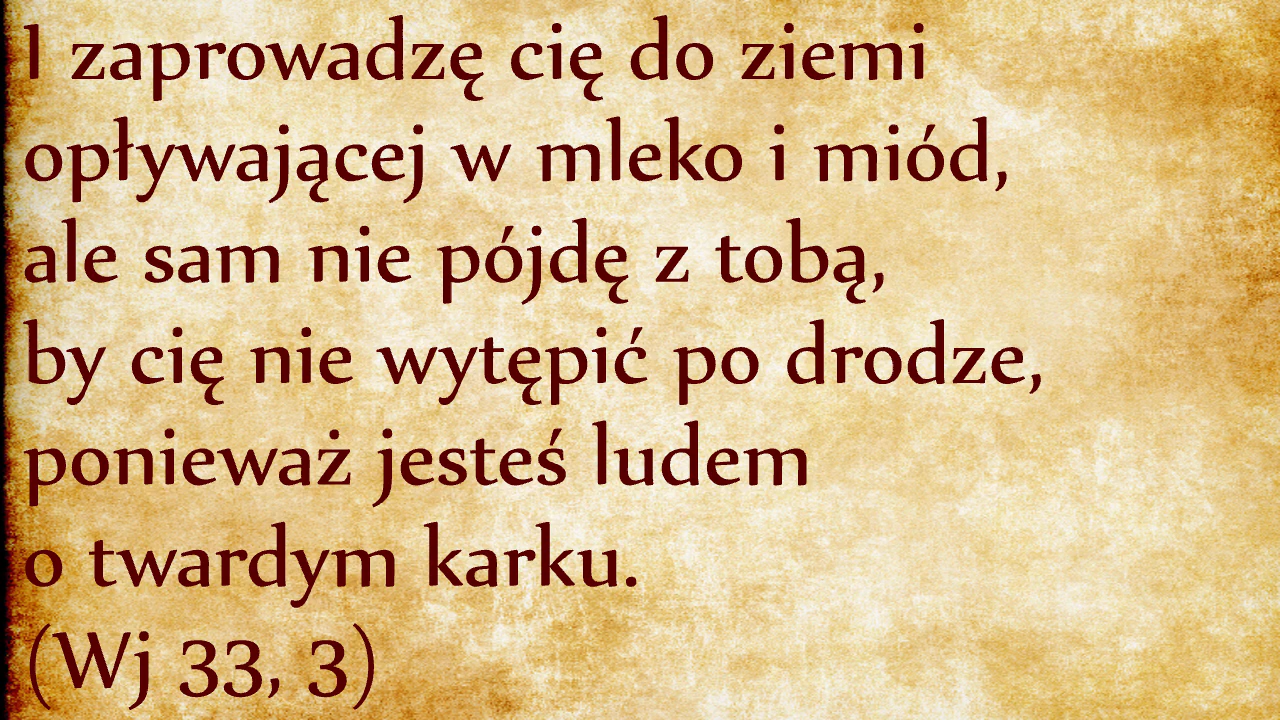 I zaprowadzę cię do ziemi
opływającej w mleko i miód,
ale sam nie pójdę z tobą,
by cię nie wytępić po drodze,
ponieważ jesteś ludem
o twardym karku.
(Wj 33, 3)